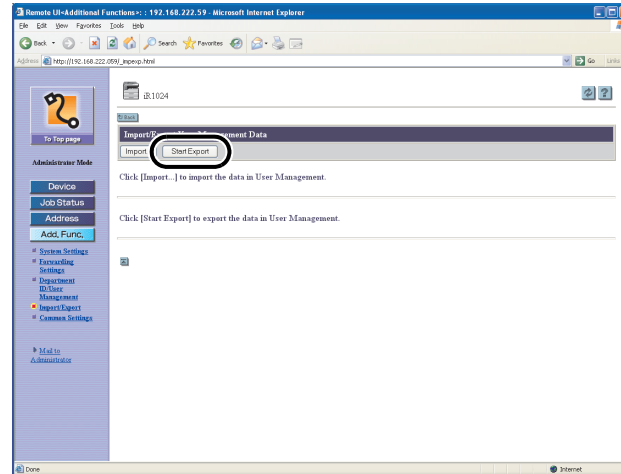 Remote UI<Additional Functions>: : 192.168.222.59 - Microsoft Internet Explorer
File Edit View Favorites Tools Help
Back Search Favorites
Address http://192.168.222.059/_impexp.html Go Links
iR1024
Back
To Top page
Import/Export User Management Data
Import Start Export
Administrator Mode
Click [Import...] to import the data in User Management.
Device
Job Status
Address
Click [Start Export] to export the data in User Management.
Add. Func.
System Settings
Forwarding
Settings
Department
ID/User
Management
Import/Export
Common Settings
Mail to
Administrator
Done Internet